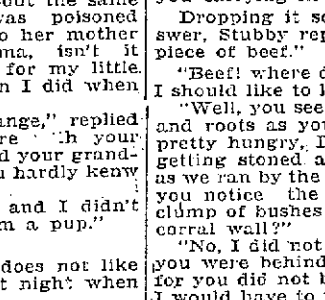 out the same
was poisoned
o her mother
ma, isn't it
for my little.
n I did when
ange," replied
re 'h your
d your grand-
u hardly kenw
and I didn't
m a pup."
does not like
t night when
you carrying
Dropping it so
swer, Stubby rep
piece of beef."
"Beef! where d
I should like to k
"Well, you see
and roots as you
pretty hungry, I
getting stoned a
as we ran by the
you notice the
clump of bushes
corral wall?"
"No, I did not
you were behind
for you did not
I would have to